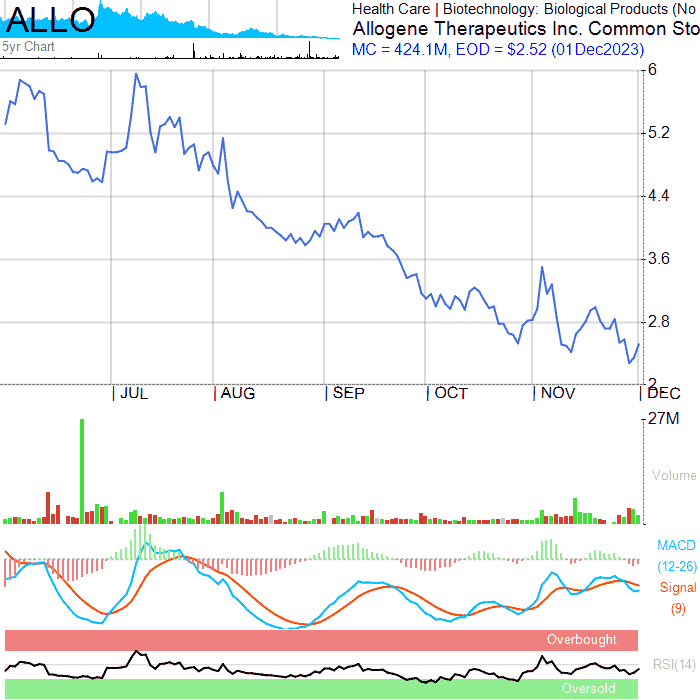 ALLO
5yr Chart
Health Care | Biotechnology: Biological Products (No
Allogene Therapeutics Inc. Common Sto
MC = 424.1M, EOD = $2.52 (01Dec2023)
6
5.2
4.4
3.6
2.8
2
JUL
AUG
SEP
OCT
NOV
DEC
27M
Volume
MACD
(12-26)
Signal
(9)
Overbought
RSI(14)
Oversold